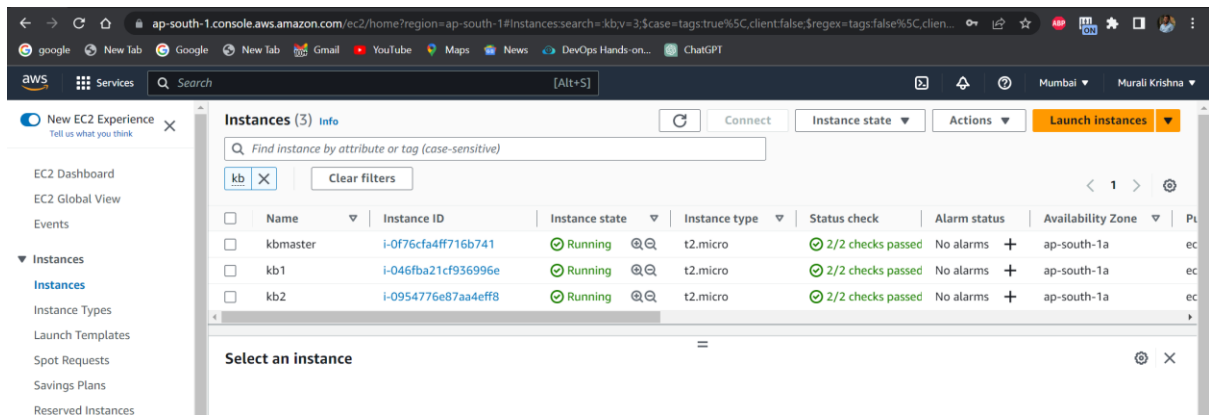 ap-south-1.console.aws.amazon.com/ec2/home?region=ap-south-1#Instances:search=:kb;v=3;$case=tags:true%5C,client:false;$regex=tags:false%5C,clien...
ABP
ON
google New Tab Google New Tab Gmail YouTube Maps News DevOps Hands-on... ChatGPT
aws Services Search [Alt+S] Mumbai Murali Krishna
New EC2 Experience
Tell us what you think
EC2 Dashboard
EC2 Global View
Events
Instances
Instances
Instance Types
Launch Templates
Spot Requests
Savings Plans
Reserved Instances
Instances (3) Info Connect Instance state Actions Launch instances
Find instance by attribute or tag (case-sensitive)
kb Clear filters 1
Name Instance ID Instance state Instance type Status check Alarm status Availability Zone Pu
kbmaster i-0f76cfa4ff716b741 Running t2.micro 2/2 checks passed No alarms + ap-south-1a ec
kb1 i-046fba21cf936996e Running t2.micro 2/2 checks passed No alarms + ap-south-1a ec
kb2 i-0954776e87aa4eff8 Running t2.micro 2/2 checks passed No alarms + ap-south-1a ec
Select an instance